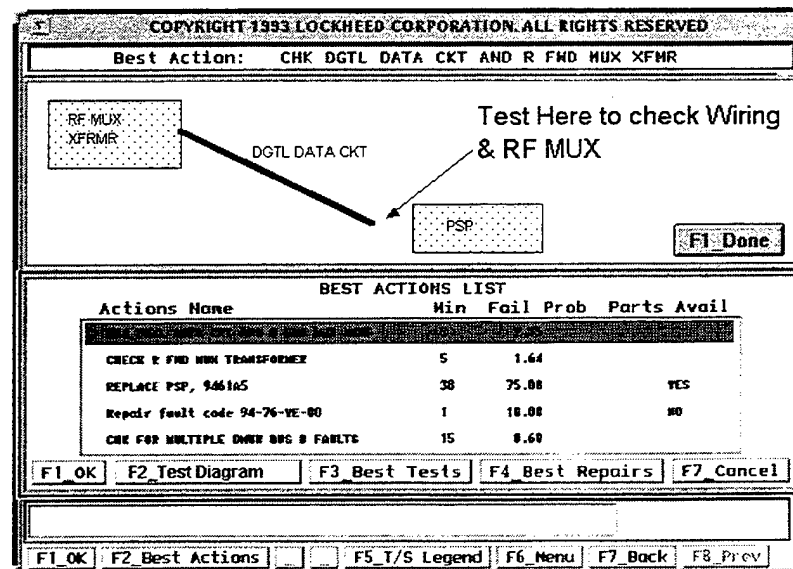 COPYRIGHT 1993 LOCKHEED CORPORATION. ALL RIGHTS RESERVED
Best Action: CHK DGTL DATA CKT AND R FWD MUX XFMR
RF MUX
XFRMR
DGTL DATA CKT
Test Here to check Wiring
& RF MUX
PSP
F1_Done
BEST ACTIONS LIST
Actions Name Min Fail Prob Parts Avail
CHECK R FWD MUX TRANSFORMER 5 1.64
REPLACE PSP, 9461A5 38 75.08 YES
Repair fault code 94-76-YE-00 1 10.08 NO
CHK FOR MULTIPLE BUS FAULTS 15 0.60
F1_OK F2_Test Diagram F3_Best Tests F4_Best Repairs F7_Cancel
F1_OK F2_Best Actions ... ... F5_T/S Legend F6_Menu F7_Back F8_Prev